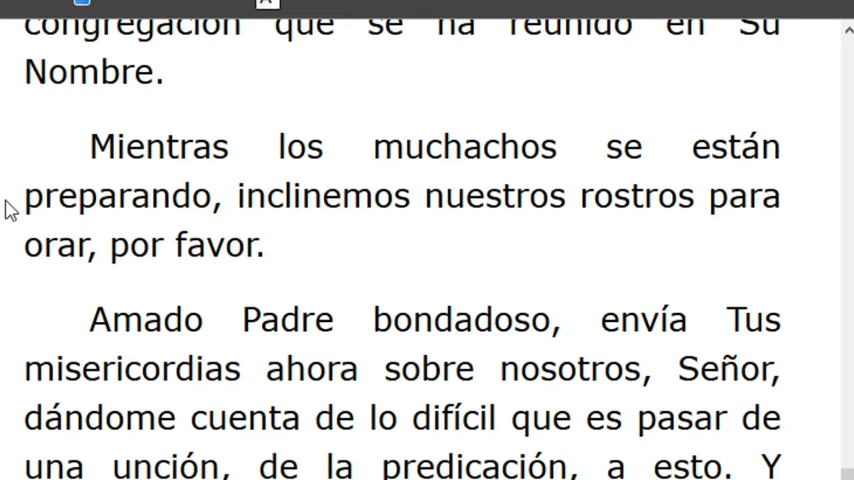 congregación que se ha reunido en Su
Nombre.
Mientras los muchachos se están
preparando, inclinemos nuestros rostros para
orar, por favor.
Amado Padre bondadoso, envía Tus
misericordias ahora sobre nosotros, Señor,
dándome cuenta de lo difícil que es pasar de
una unción, de la predicación, a esto. Y